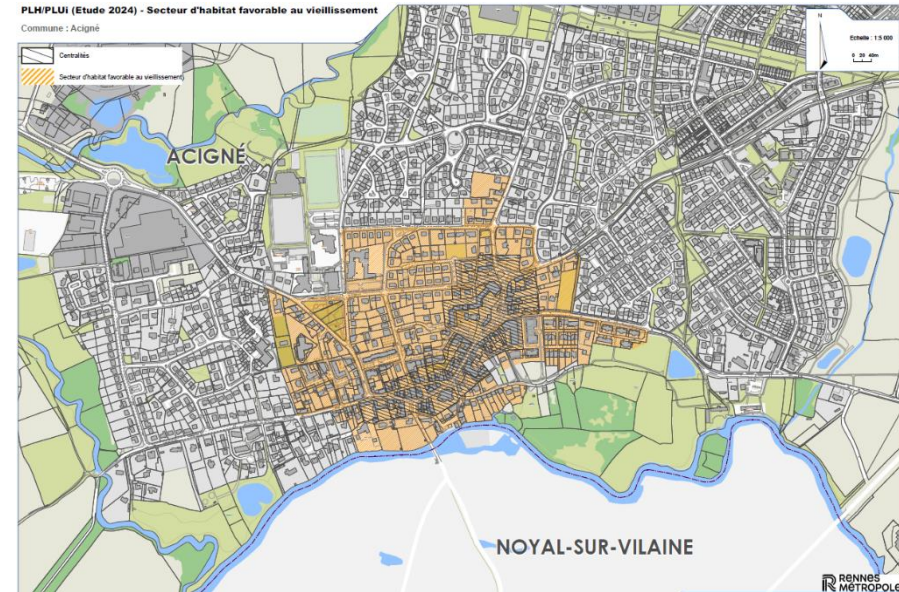 PLH/PLUi (Etude 2024) - Secteur d'habitat favorable au vieillissement
Commune : Acigné
Centralités
Secteur d'habitat favorable au vieillissement
N
Echelle : 1:5 600
0 20 40m
ACIGNÉ
NOYAL-SUR-VILAINE
RENNES
MÉTROPOLE